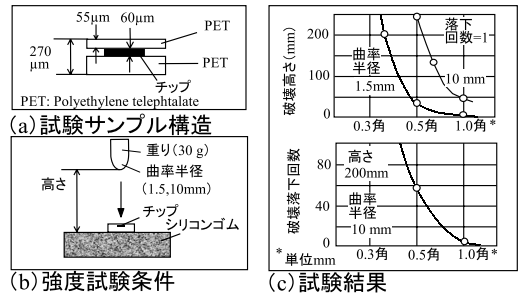 55μm
60μm
PET
270
μm
PET
チップ
PET: Polyethylene telephtalate
(a)試験サンプル構造
重り(30 g)
曲率半径
(1.5,10mm)
高さ
チップ
シリコンゴム
(b)強度試験条件
破壊高さ(mm)
200
100
0
落下
回数=1
曲率
半径
1.5mm
10 mm
0.3角
0.5角
1.0角*
破壊落下回数
80
40
0
高さ
200mm
曲率
半径
10 mm
*単位mm
0.5角
1.0角*
(c)試験結果